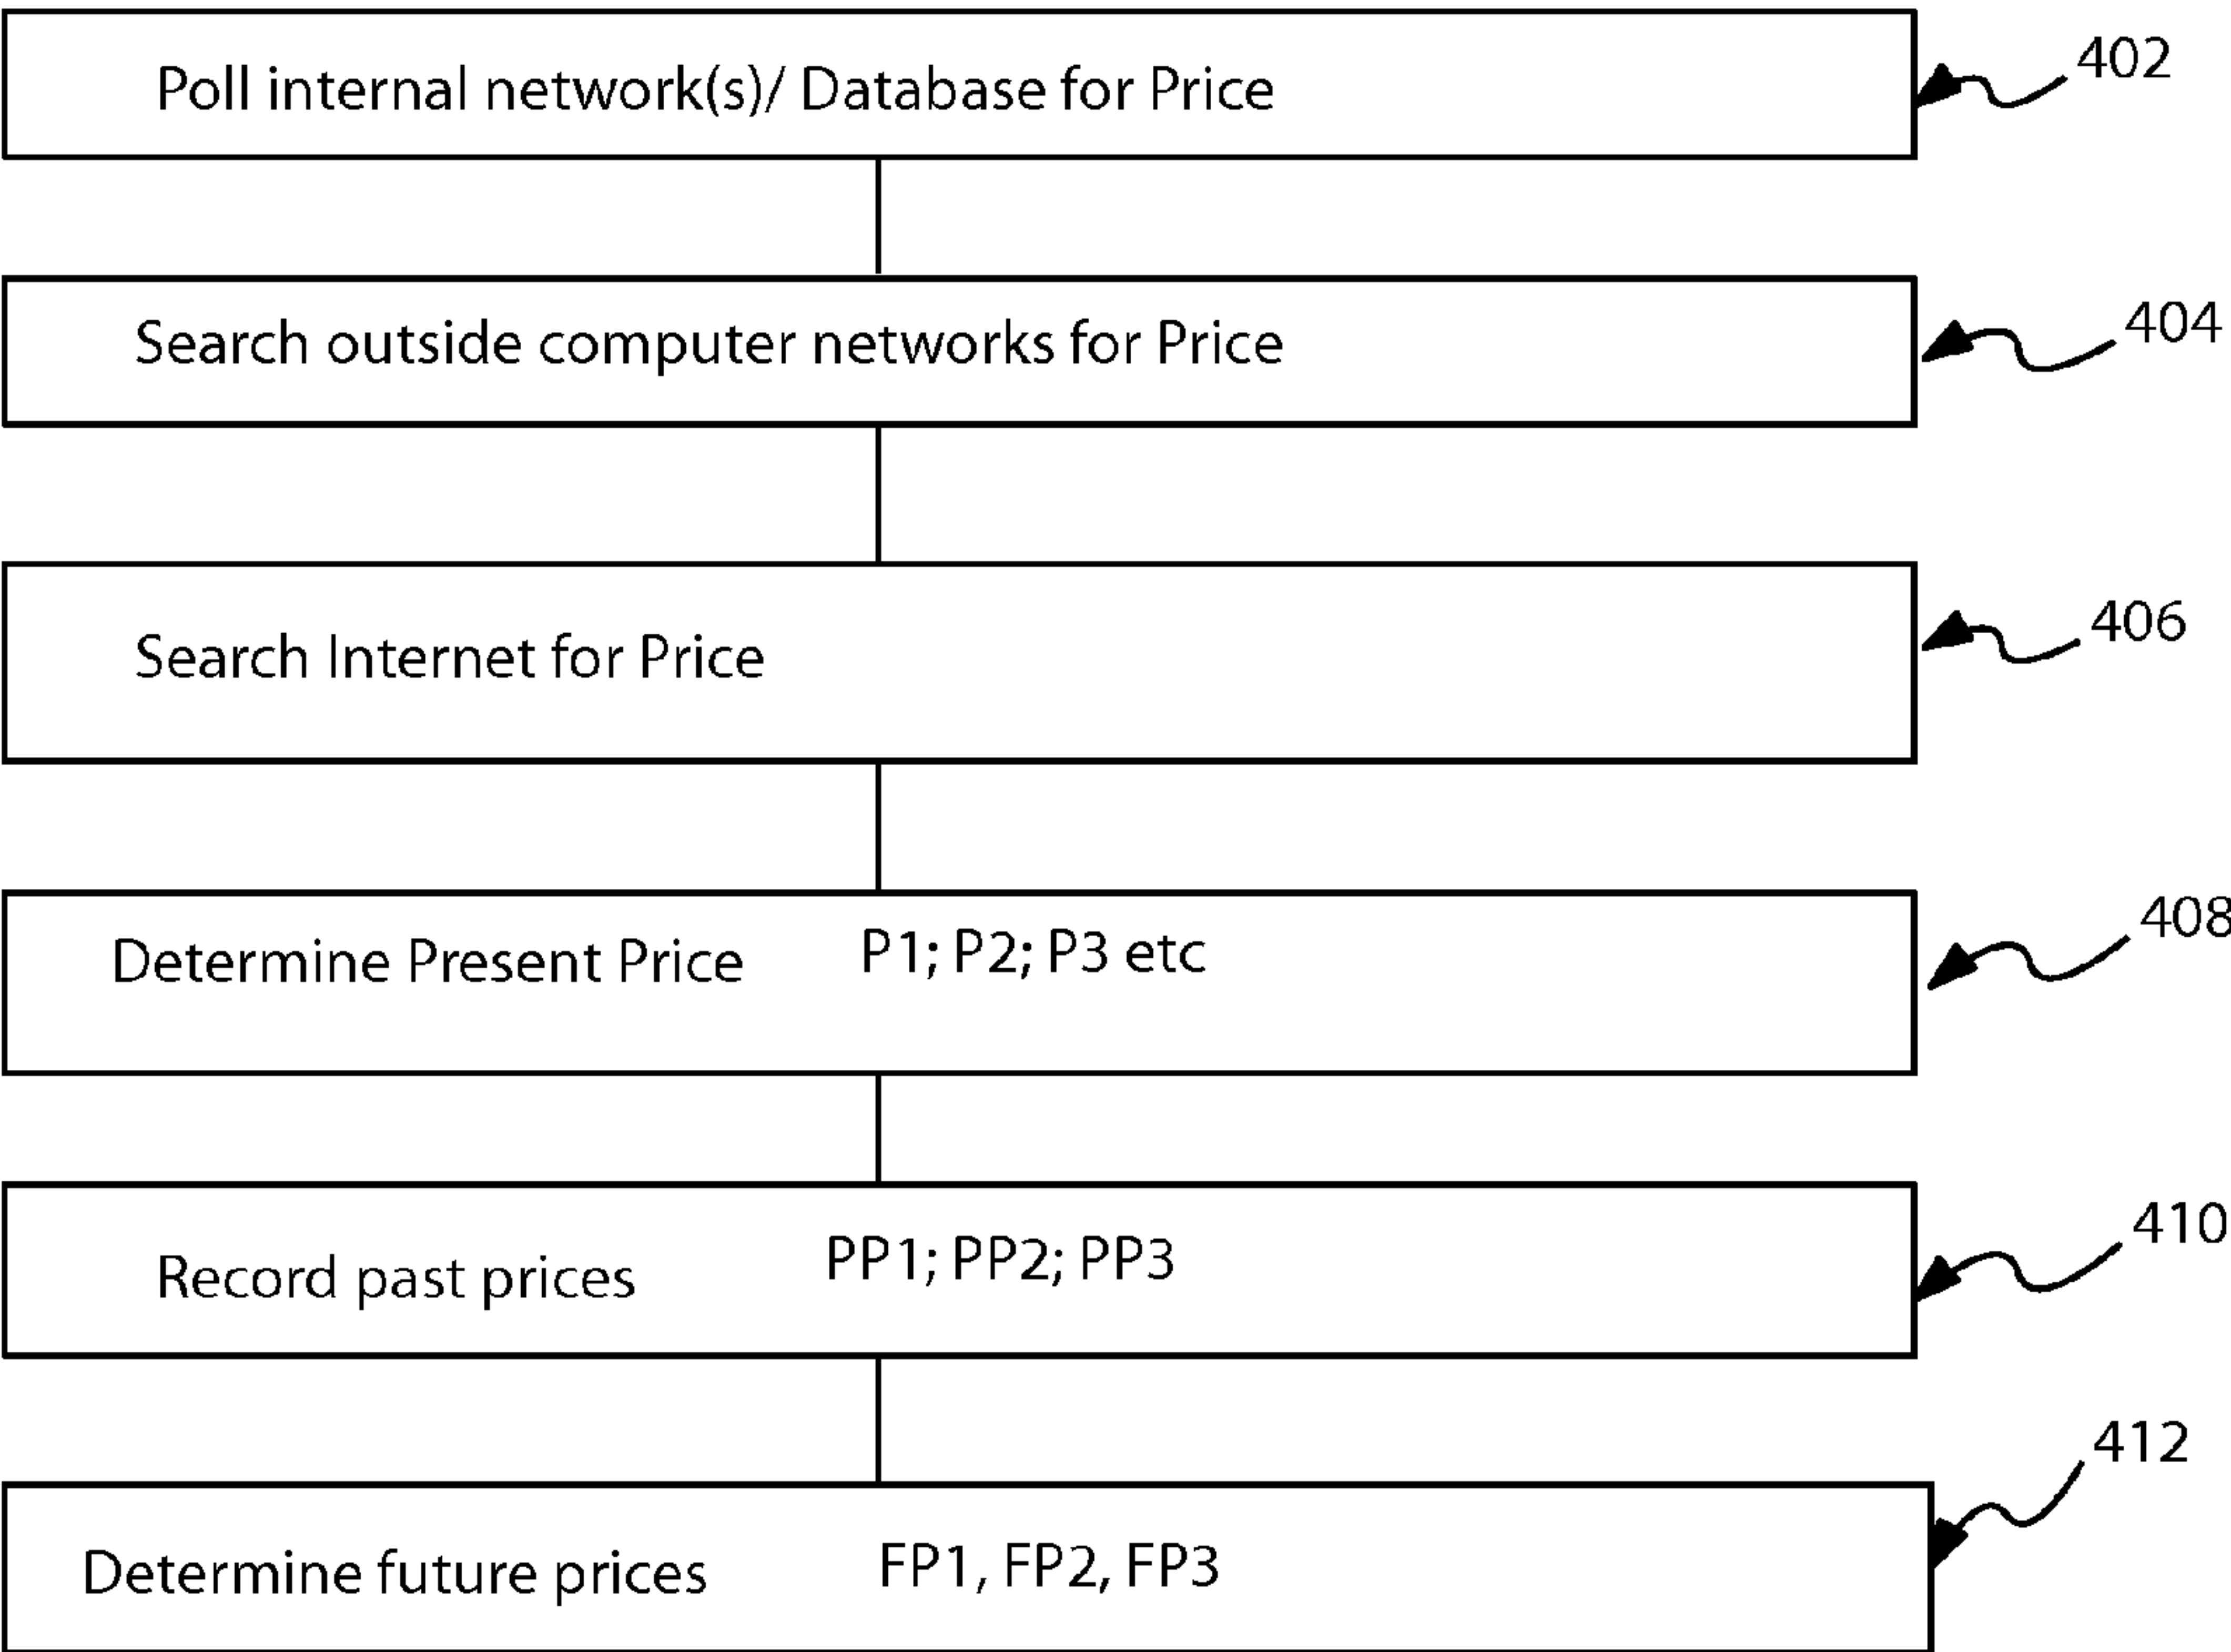 Poll internal network(s)/ Database for Price
402
Search outside computer networks for Price
404
Search Internet for Price
406
Determine Present Price P1; P2; P3 etc
408
Record past prices PP1; PP2; PP3
410
Determine future prices FP1, FP2, FP3
412